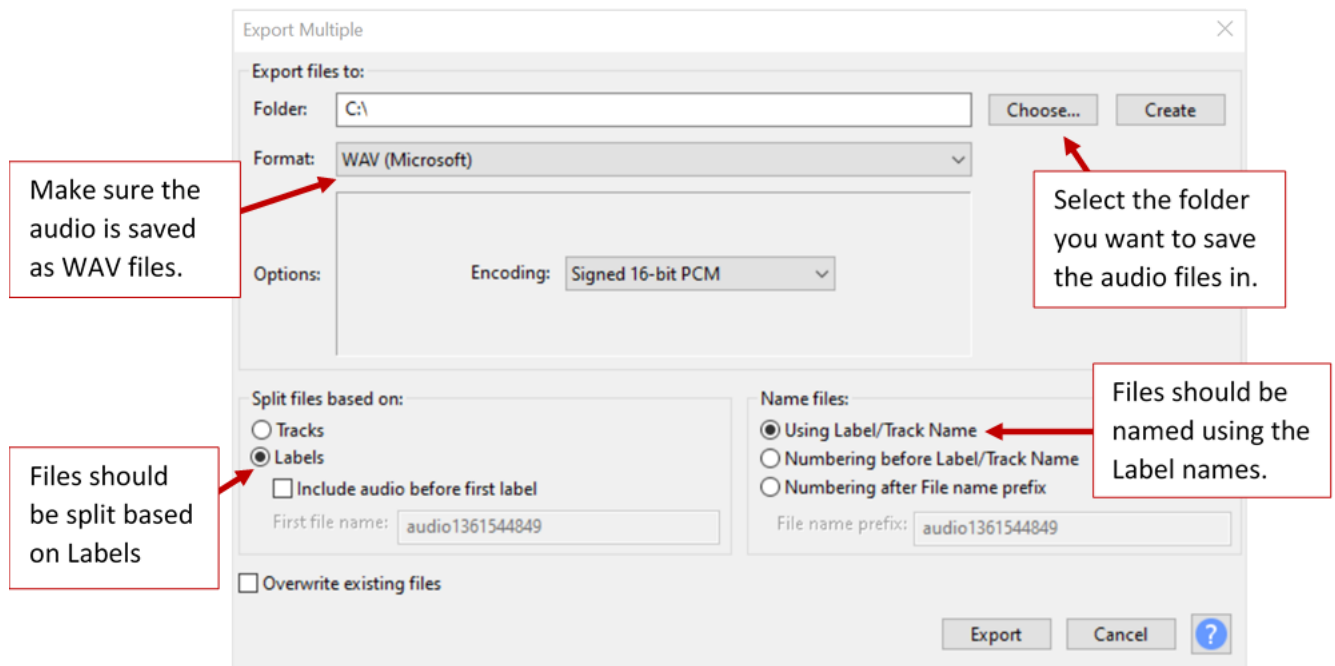 Export Multiple
Export files to:
Folder: C:\ Choose... Create
Format: WAV (Microsoft)
Make sure the
audio is saved
as WAV files.
Select the folder
you want to save
the audio files in.
Options: Encoding: Signed 16-bit PCM
Split files based on:
Tracks
Labels
Include audio before first label
First file name: audio1361544849
Files should
be split based
on Labels
Name files:
Using Label/Track Name
Numbering before Label/Track Name
Numbering after File name prefix
File name prefix: audio1361544849
Files should be
named using the
Label names.
Overwrite existing files
Export Cancel ?